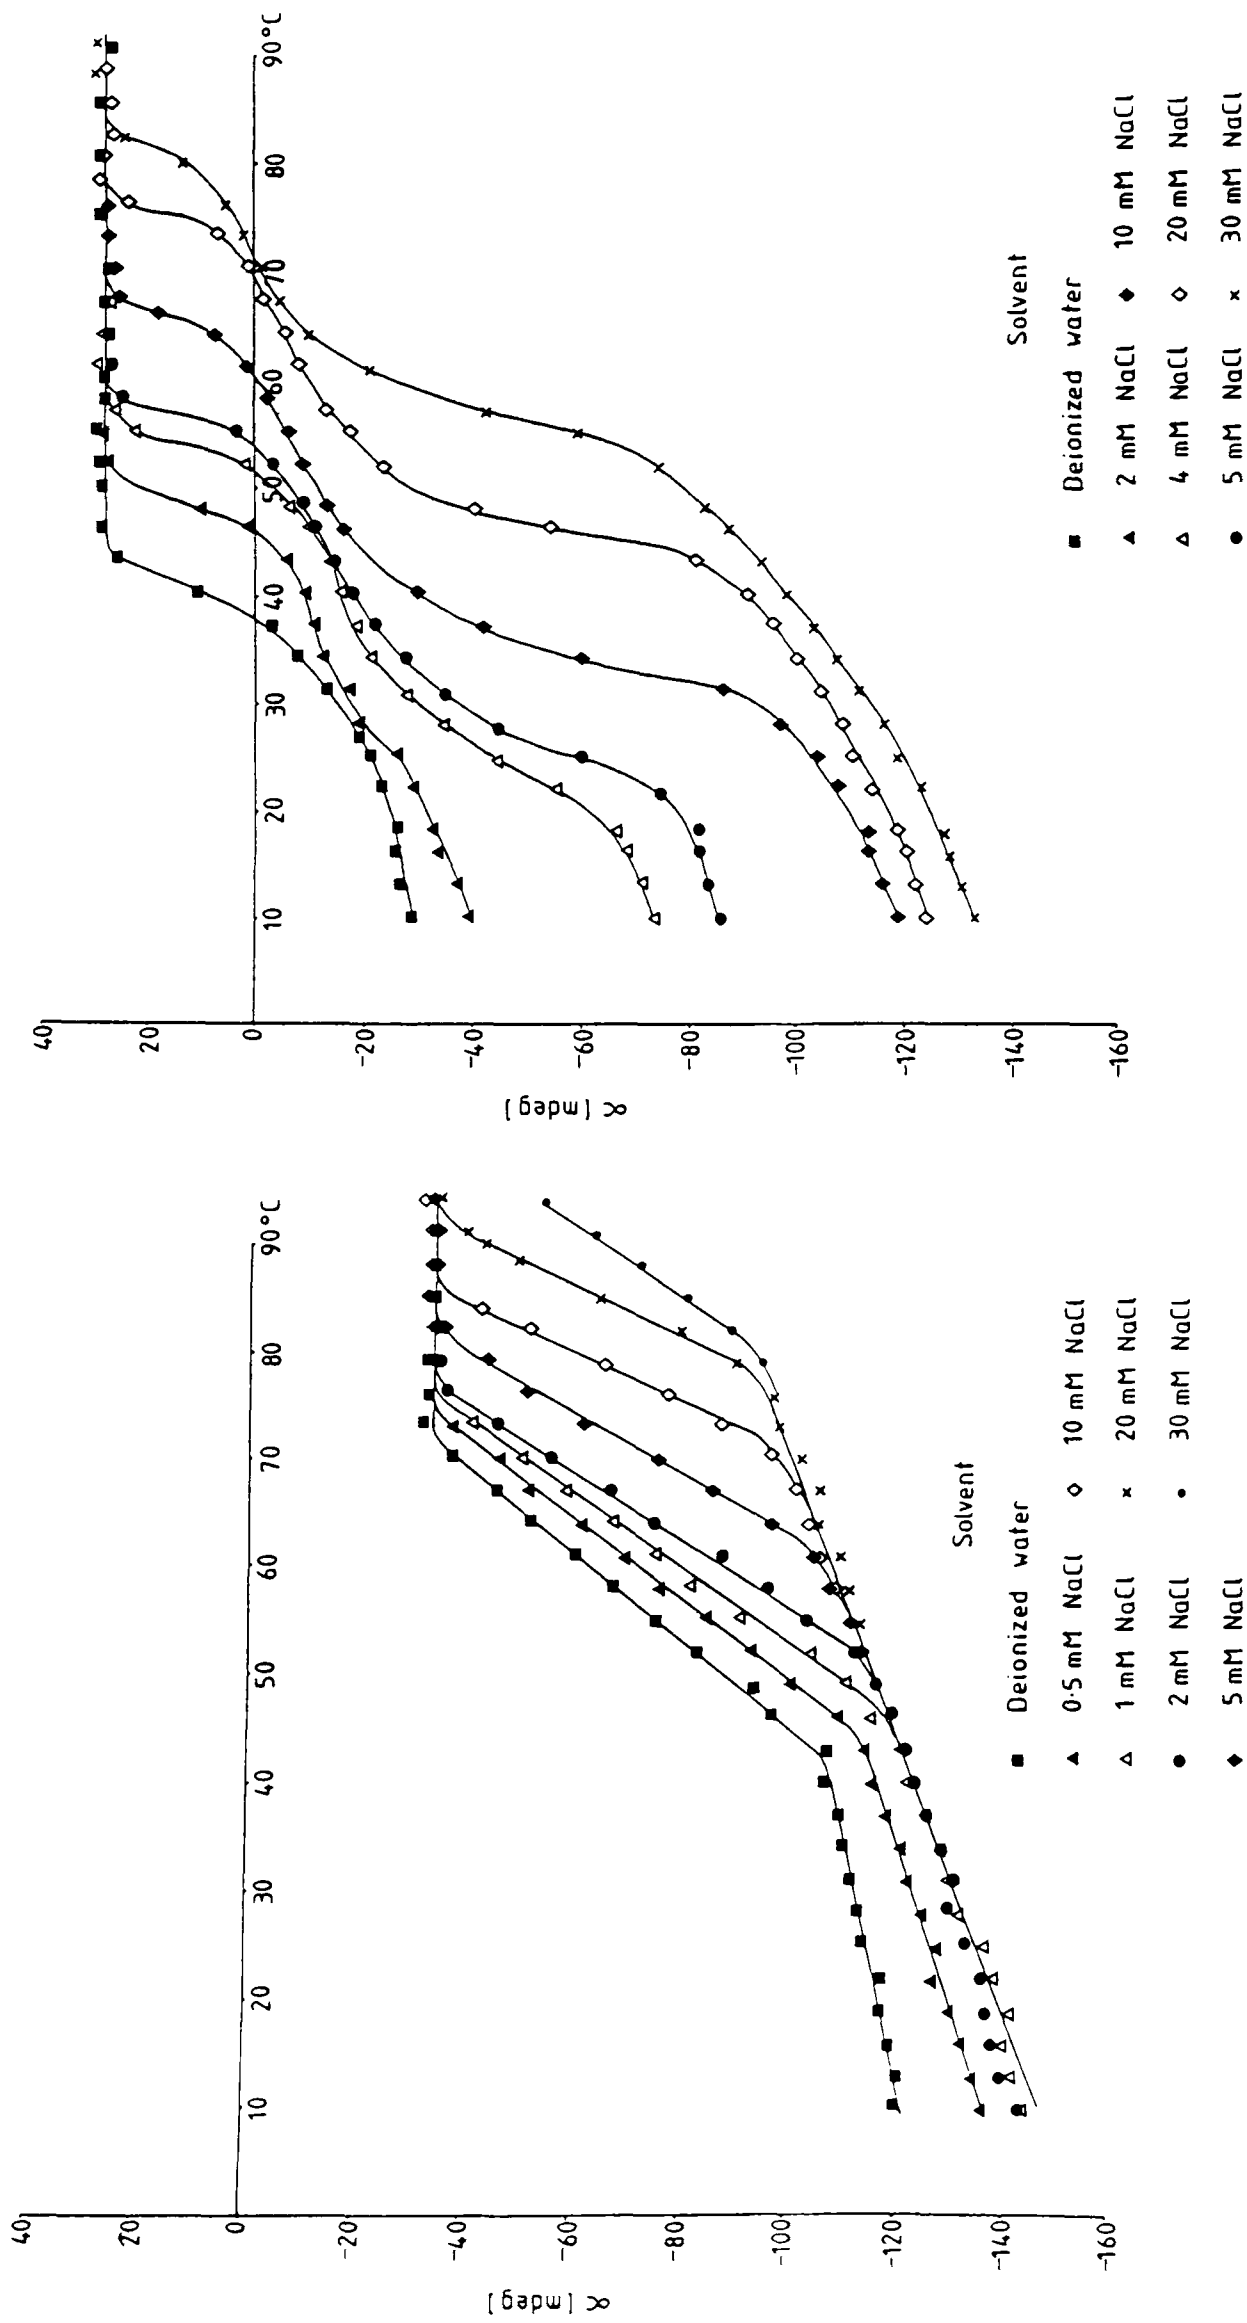 40
20
0
-20
-40
-60
-80
-100
-120
-140
-160
α [mdeg]
10
20
30
40
50
60
70
80
90°C
Solvent
■ Deionized water
▲ 0·5 mM NaCl
△ 1 mM NaCl
● 2 mM NaCl
◆ 5 mM NaCl
◇ 10 mM NaCl
x 20 mM NaCl
• 30 mM NaCl
40
20
0
-20
-40
-60
-80
-100
-120
-140
-160
α [mdeg]
10
20
30
40
50
60
70
80
90°C
Solvent
■ Deionized water
▲ 2 mM NaCl
△ 4 mM NaCl
● 5 mM NaCl
◆ 10 mM NaCl
◇ 20 mM NaCl
x 30 mM NaCl